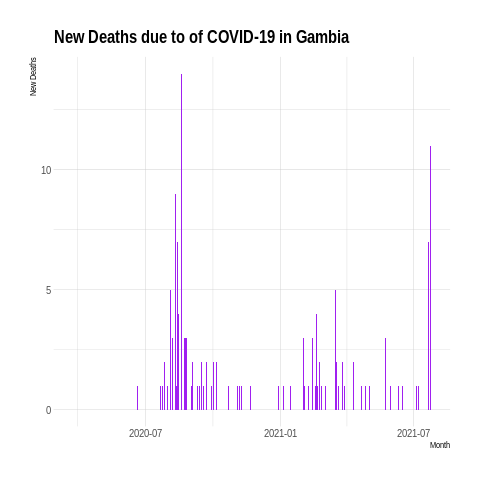 New Deaths due to of COVID-19 in Gambia
New Deaths
10
5
0
2020-07
2021-01
2021-07
Month